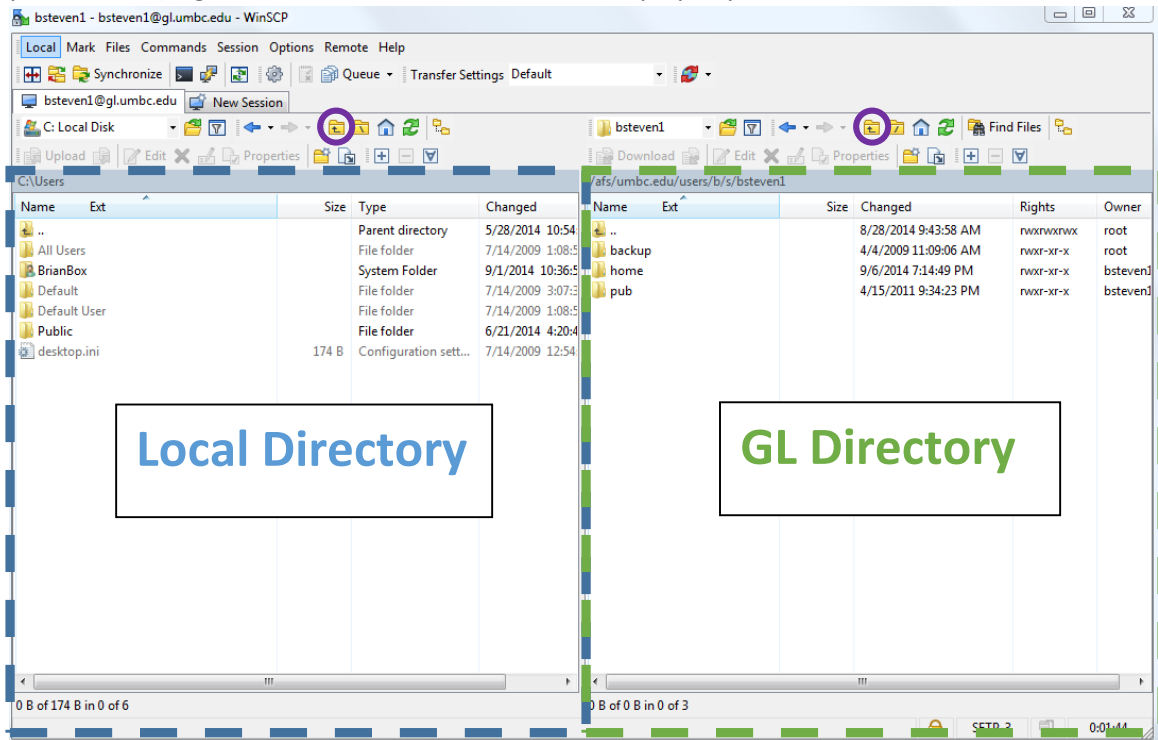 bsteven1 - bsteven1@gl.umbc.edu - WinSCP
Local Mark Files Commands Session Options Remote Help
Synchronize Queue Transfer Settings Default
bsteven1@gl.umbc.edu New Session
C: Local Disk
bsteven1 Find Files
Upload Edit Properties
Download Edit Properties
C:\Users
/afs/umbc.edu/users/b/s/bsteven1
Name Ext Size Type Changed
.. Parent directory 5/28/2014 10:54
All Users File folder 7/14/2009 1:08:5
BrianBox System Folder 9/1/2014 10:36:5
Default File folder 7/14/2009 3:07:3
Default User File folder 7/14/2009 1:08:5
Public File folder 6/21/2014 4:20:4
desktop.ini 174 B Configuration sett... 7/14/2009 12:54
Name Ext Size Changed Rights Owner
.. 8/28/2014 9:43:58 AM rwxrwxrwx root
backup 4/4/2009 11:09:06 AM rwxr-xr-x root
home 9/6/2014 7:14:49 PM rwxr-xr-x bsteven1
pub 4/15/2011 9:34:23 PM rwxr-xr-x bsteven1
Local Directory
GL Directory
0 B of 174 B in 0 of 6
0 B of 0 B in 0 of 3
SFTP-3 0:01:44